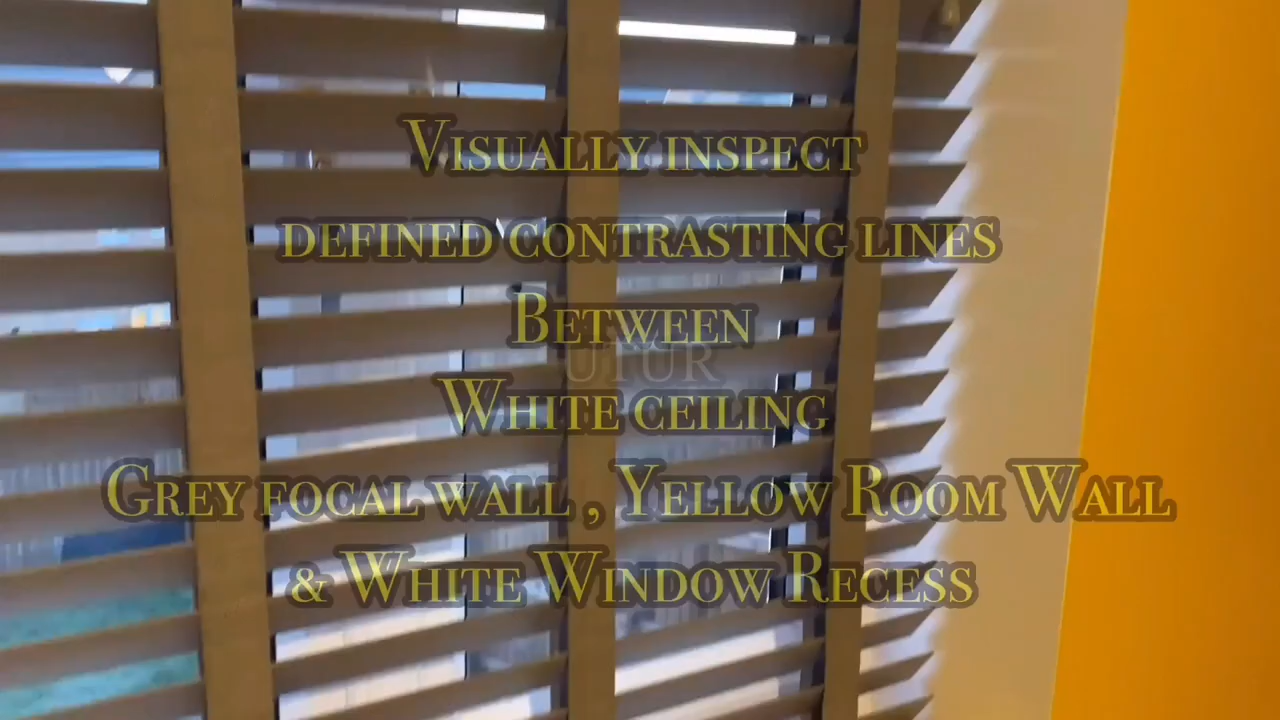 Visually inspect
defined contrasting lines
Between
White ceiling
Grey focal wall , Yellow Room Wall
& White Window Recess